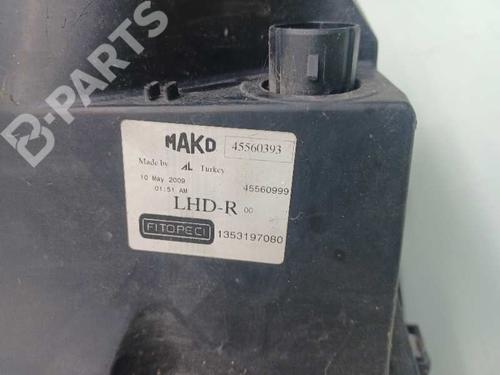 B-PARTS
MAKO 45560393
Made by AL Turkey
10 May 2009
01:51 AM
45560999
LHD-R 00
FITOPECI 1353197080